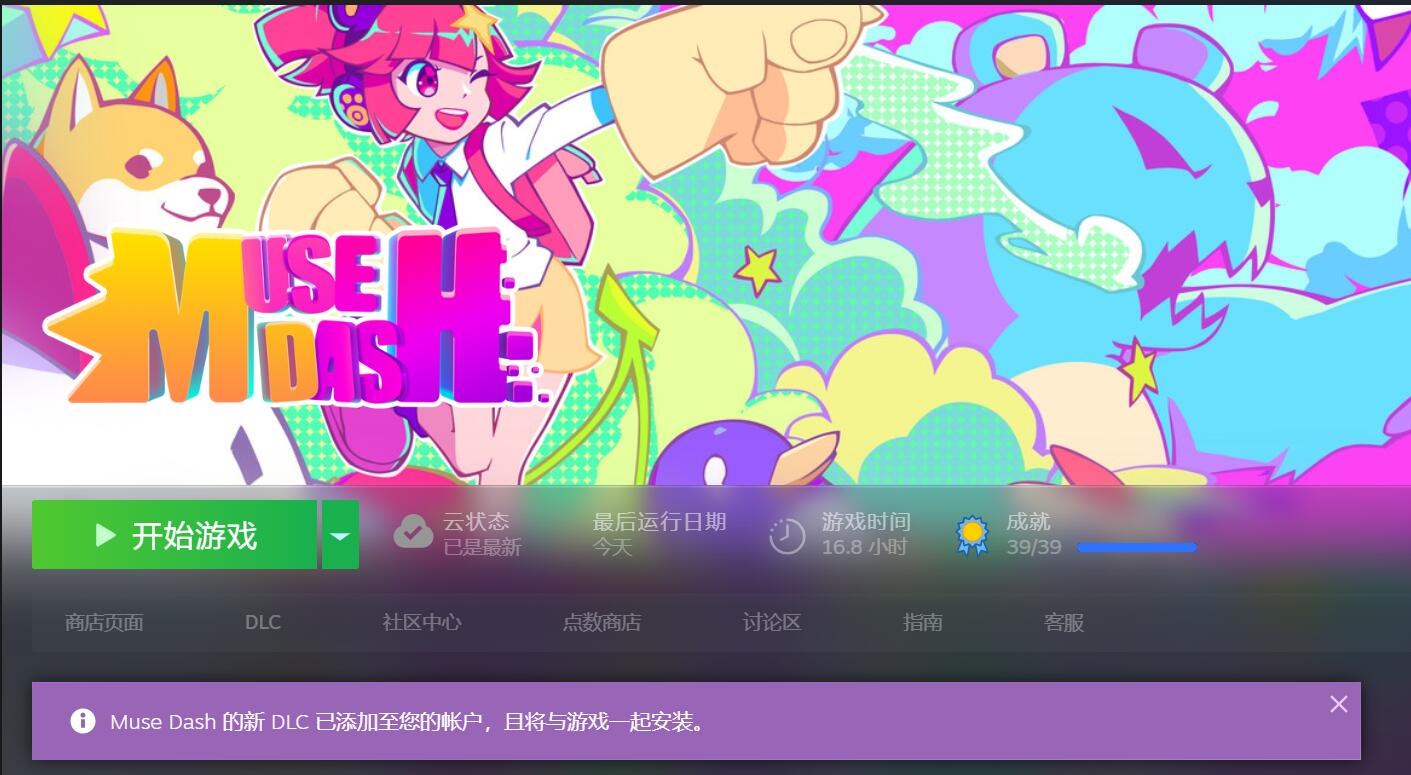 MUSE
DASH
开始游戏
云状态
已是最新
最后运行日期
今天
游戏时间
16.8 小时
成就
39/39
商店页面
DLC
社区中心
点数商店
讨论区
指南
客服
Muse Dash 的新 DLC 已添加至您的帐户，且将与游戏一起安装。